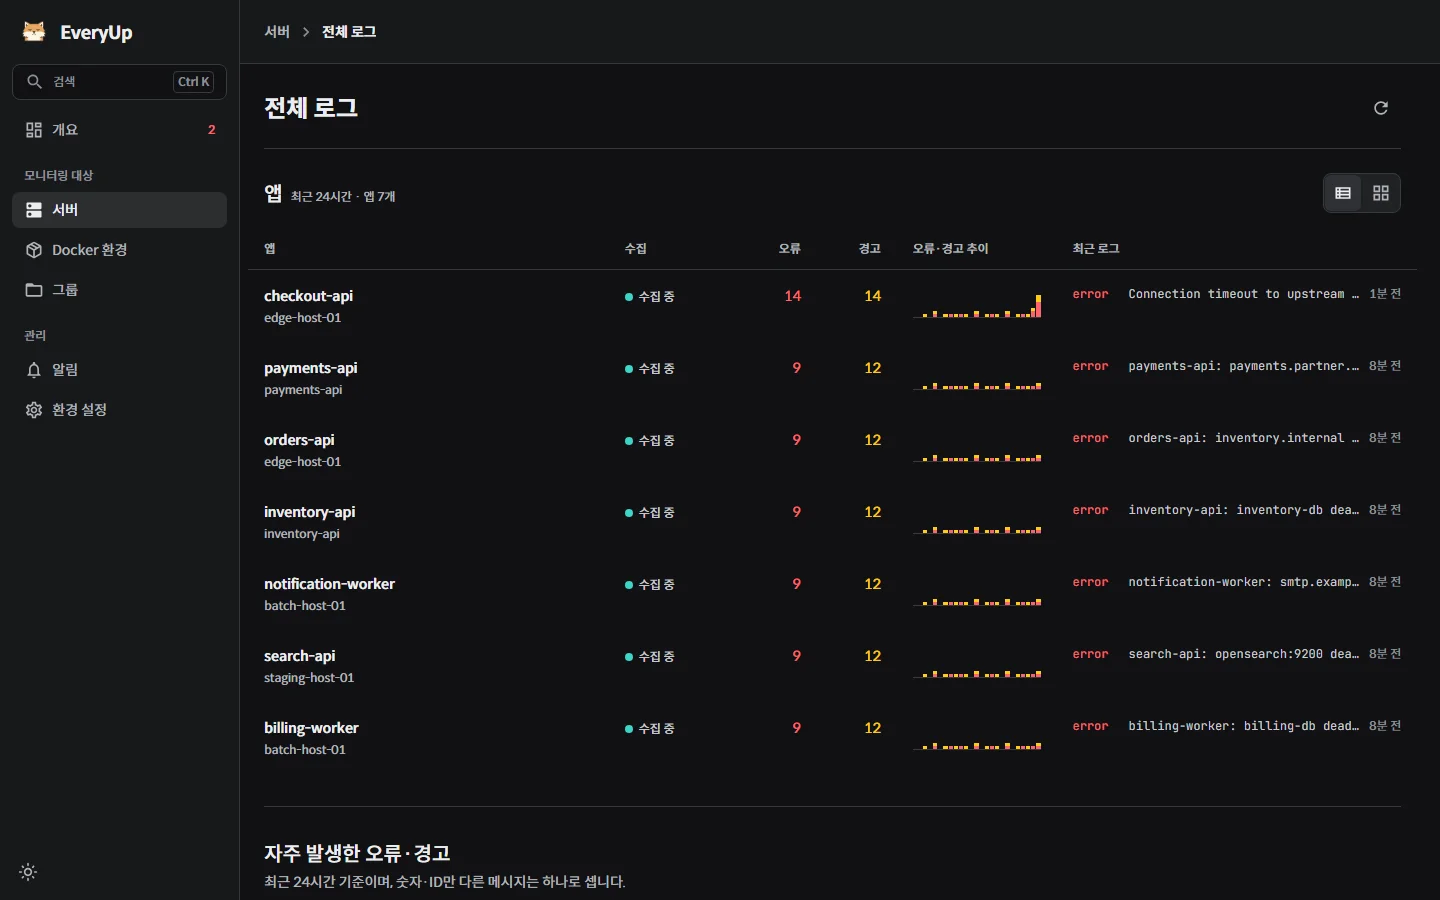 EveryUp
검색
Ctrl K
개요
2
모니터링 대상
서버
Docker 환경
그룹
관리
알림
환경 설정
서버 > 전체 로그
전체 로그
앱 최근 24시간 · 앱 7개
앱 수집 오류 경고 오류·경고 추이 최근 로그
checkout-api 수집 중 14 14 error Connection timeout to upstream … 1분 전
edge-host-01
payments-api 수집 중 9 12 error payments-api: payments.partner.… 8분 전
payments-api
orders-api 수집 중 9 12 error orders-api: inventory.internal … 8분 전
edge-host-01
inventory-api 수집 중 9 12 error inventory-api: inventory-db dea… 8분 전
inventory-api
notification-worker 수집 중 9 12 error notification-worker: smtp.examp… 8분 전
batch-host-01
search-api 수집 중 9 12 error search-api: opensearch:9200 dea… 8분 전
staging-host-01
billing-worker 수집 중 9 12 error billing-worker: billing-db dead… 8분 전
batch-host-01
자주 발생한 오류·경고
최근 24시간 기준이며, 숫자·ID만 다른 메시지는 하나로 셉니다.